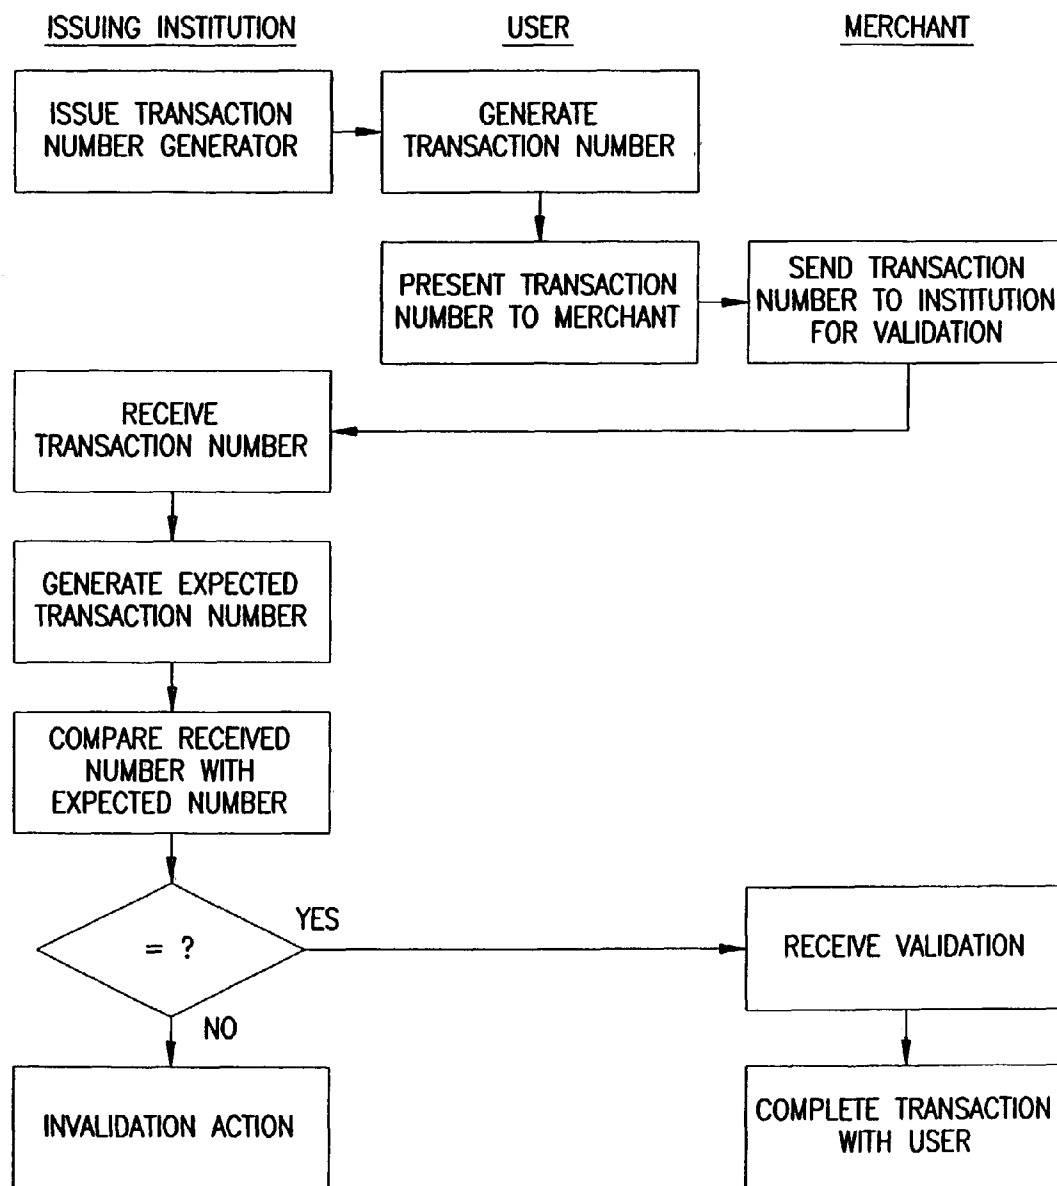 ISSUING INSTITUTION
USER
MERCHANT
ISSUE TRANSACTION
NUMBER GENERATOR
GENERATE
TRANSACTION NUMBER
PRESENT TRANSACTION
NUMBER TO MERCHANT
SEND TRANSACTION
NUMBER TO INSTITUTION
FOR VALIDATION
RECEIVE
TRANSACTION NUMBER
GENERATE EXPECTED
TRANSACTION NUMBER
COMPARE RECEIVED
NUMBER WITH
EXPECTED NUMBER
= ?
YES
NO
RECEIVE VALIDATION
INVALIDATION ACTION
COMPLETE TRANSACTION
WITH USER